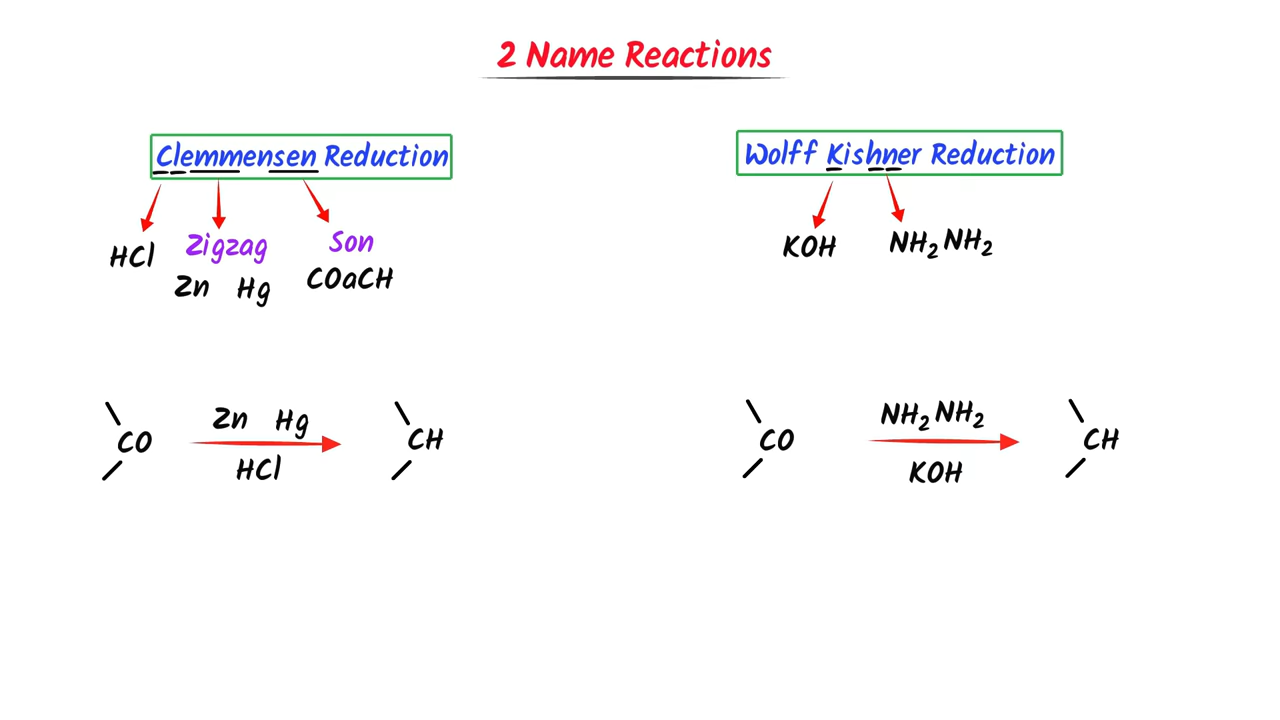 2 Name Reactions
Clemmensen Reduction
HCl
Zigzag
Zn Hg
Son
COaCH
Wolff Kishner Reduction
KOH
NH₂NH₂
CO
Zn Hg
HCl
CH
CO
NH₂NH₂
KOH
CH